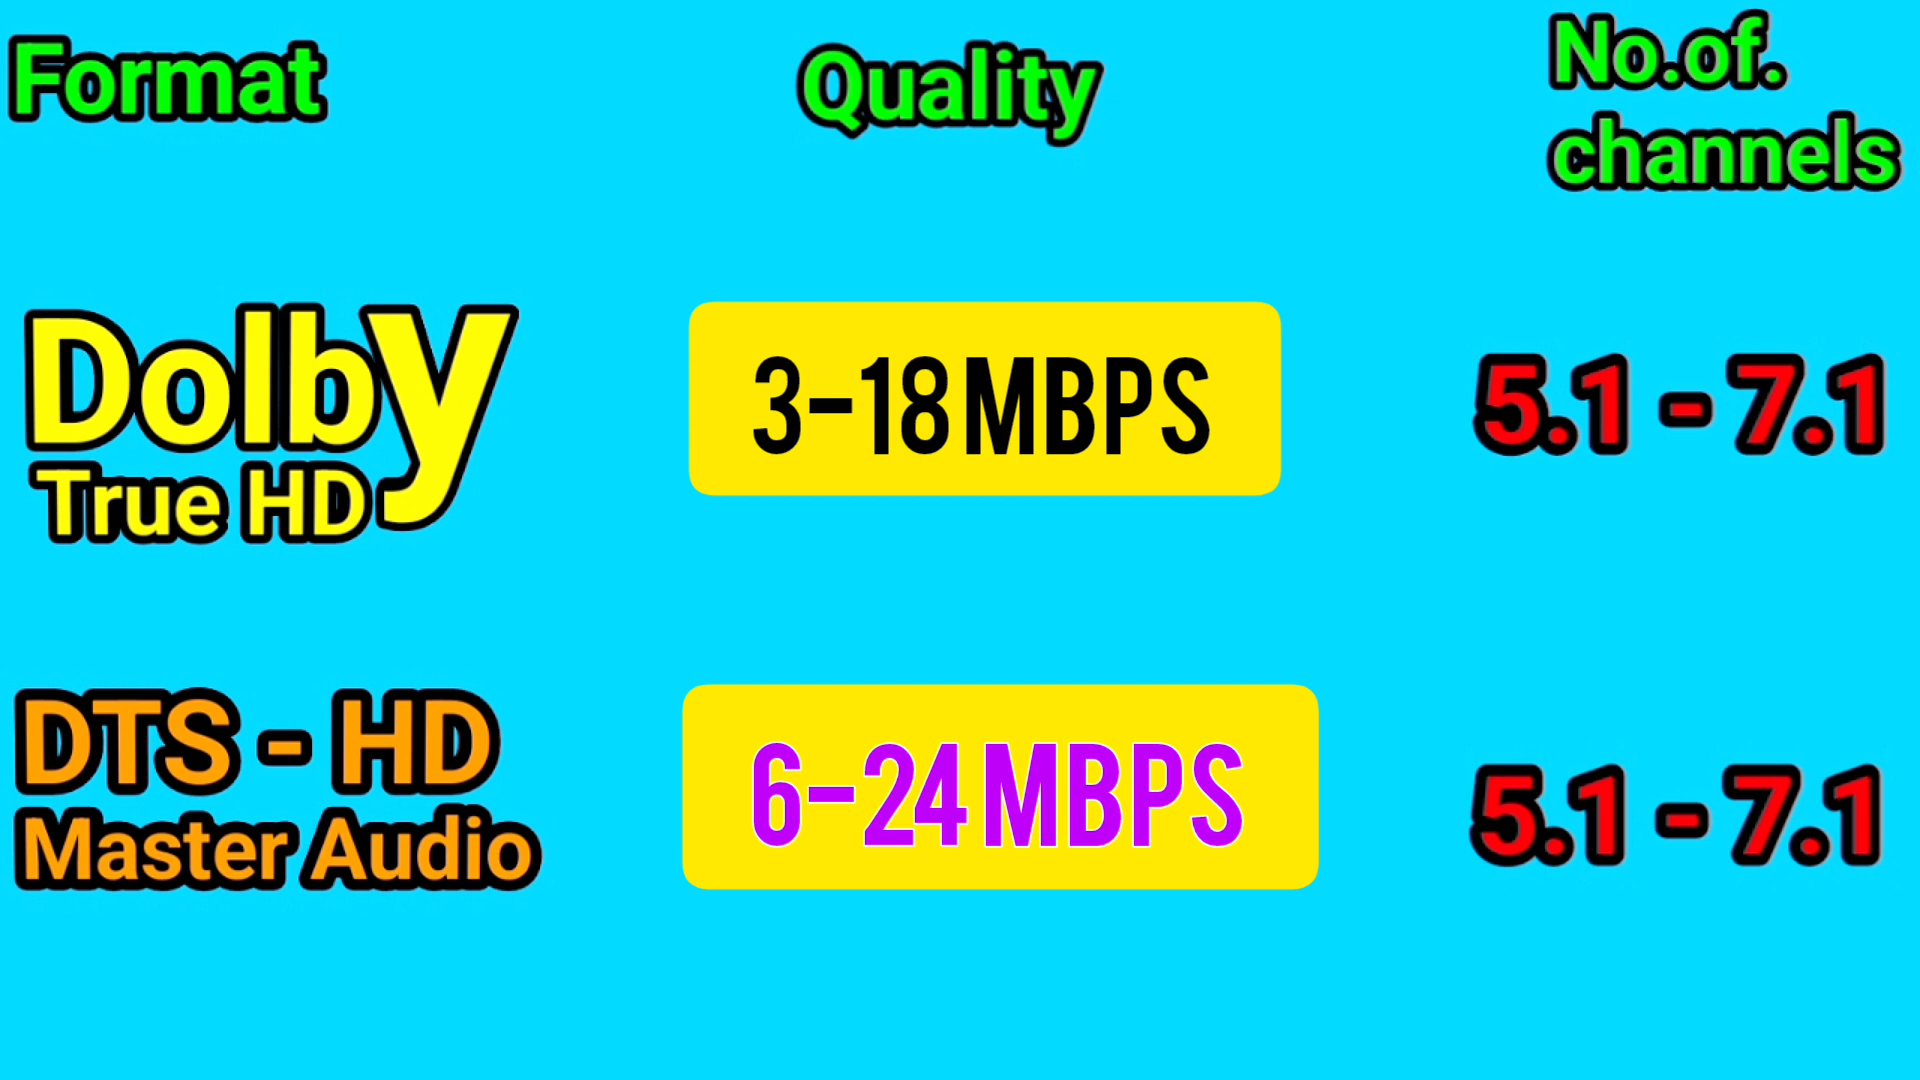 Format
Quality
No.of.
channels
Dolby
True HD
3-18 MBPS
5.1 - 7.1
DTS - HD
Master Audio
6-24 MBPS
5.1 - 7.1